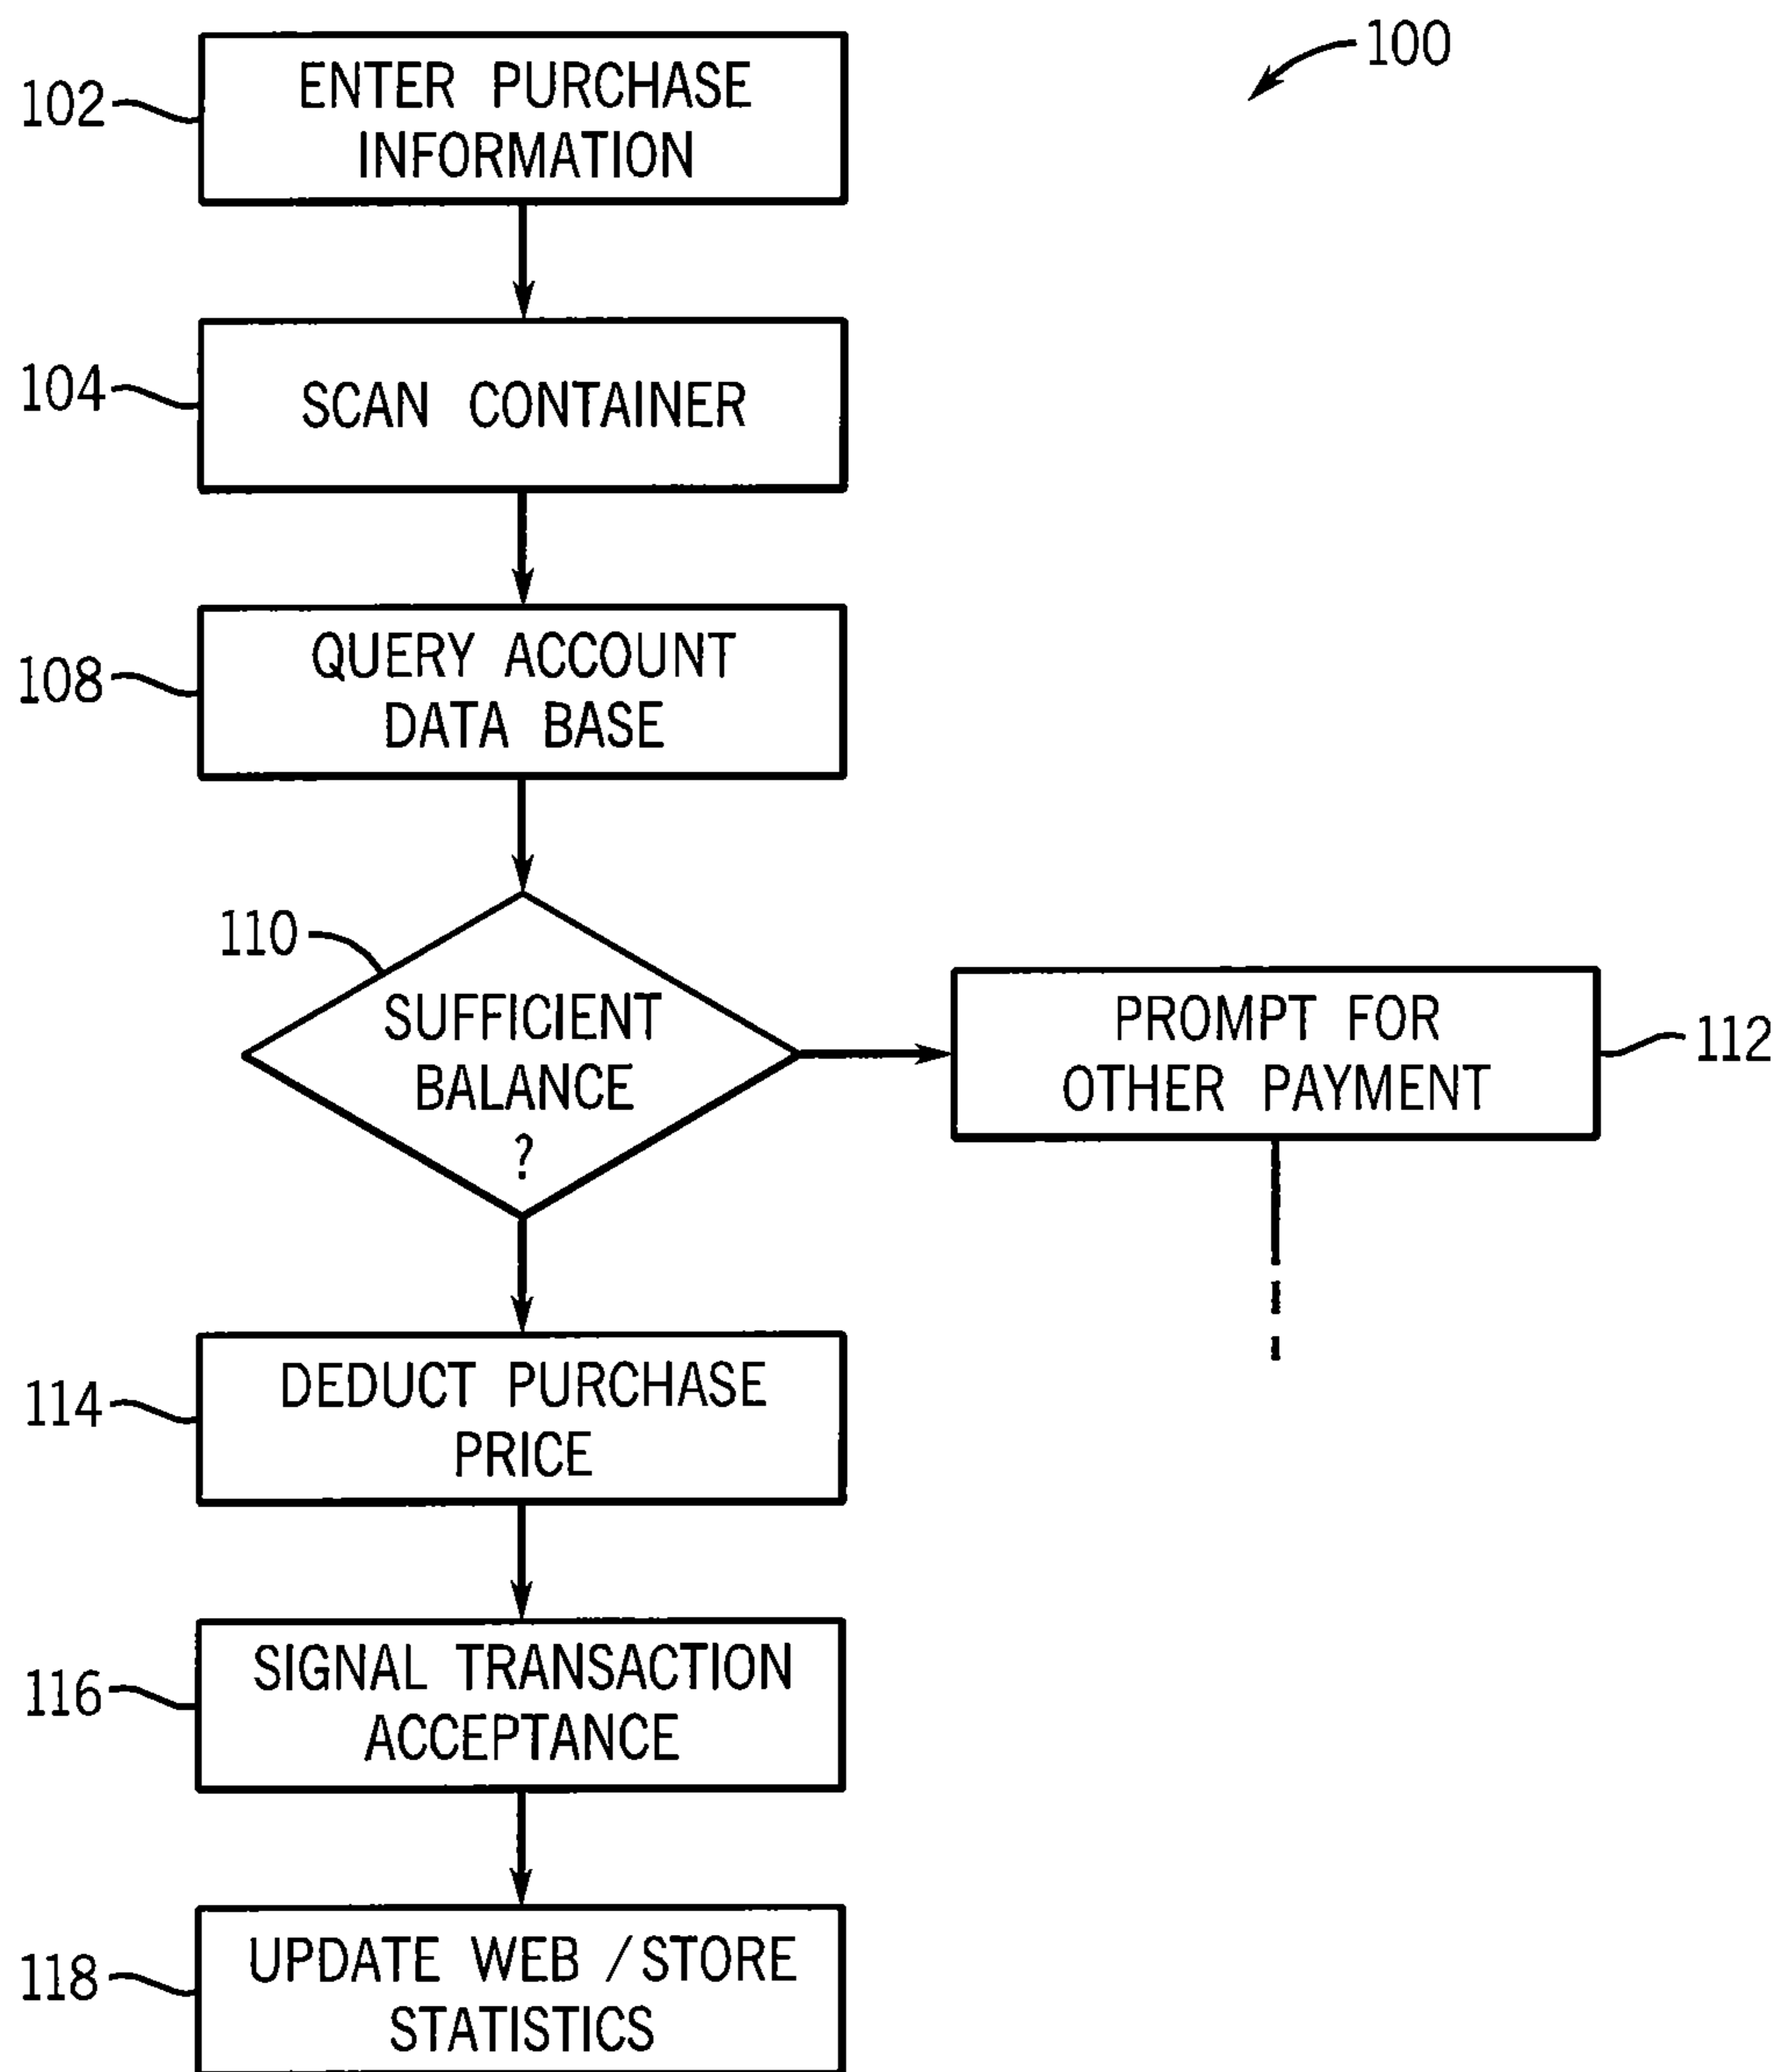 100
102
ENTER PURCHASE
INFORMATION
104
SCAN CONTAINER
108
QUERY ACCOUNT
DATA BASE
110
SUFFICIENT
BALANCE
?
PROMPT FOR
OTHER PAYMENT
112
114
DEDUCT PURCHASE
PRICE
116
SIGNAL TRANSACTION
ACCEPTANCE
118
UPDATE WEB /STORE
STATISTICS